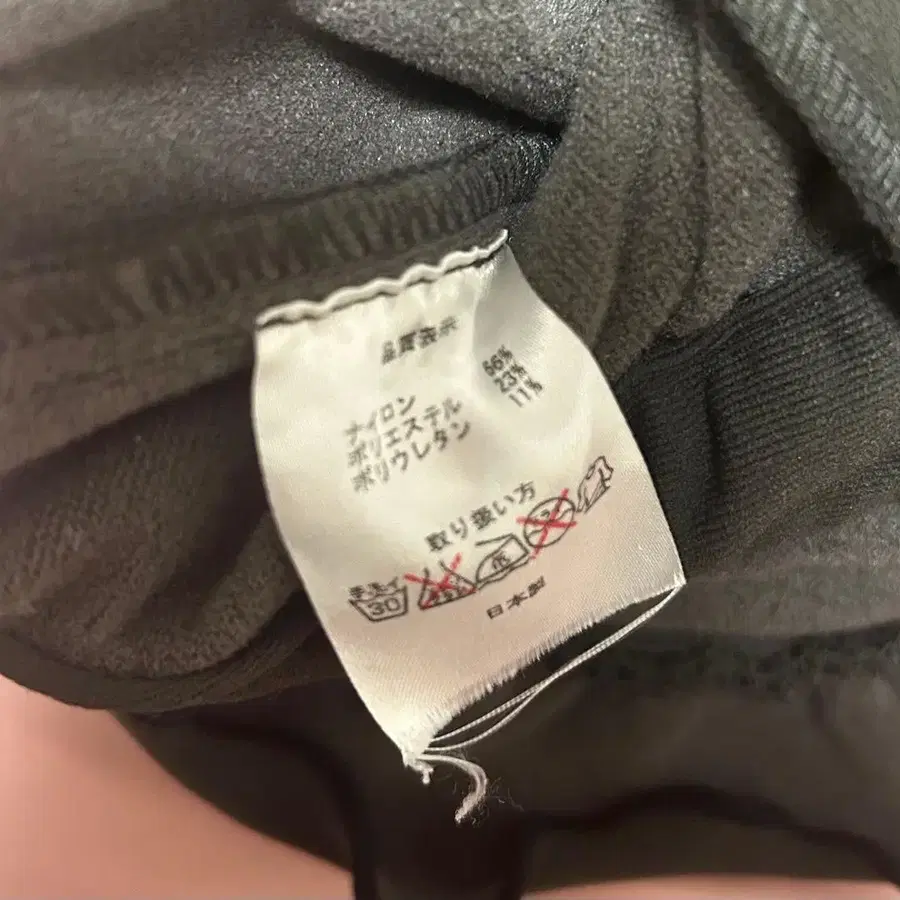 品質表示
ナイロン 66%
ポリエステル 23%
ポリウレタン 11%
取り扱い方
手洗イ
30
日本製